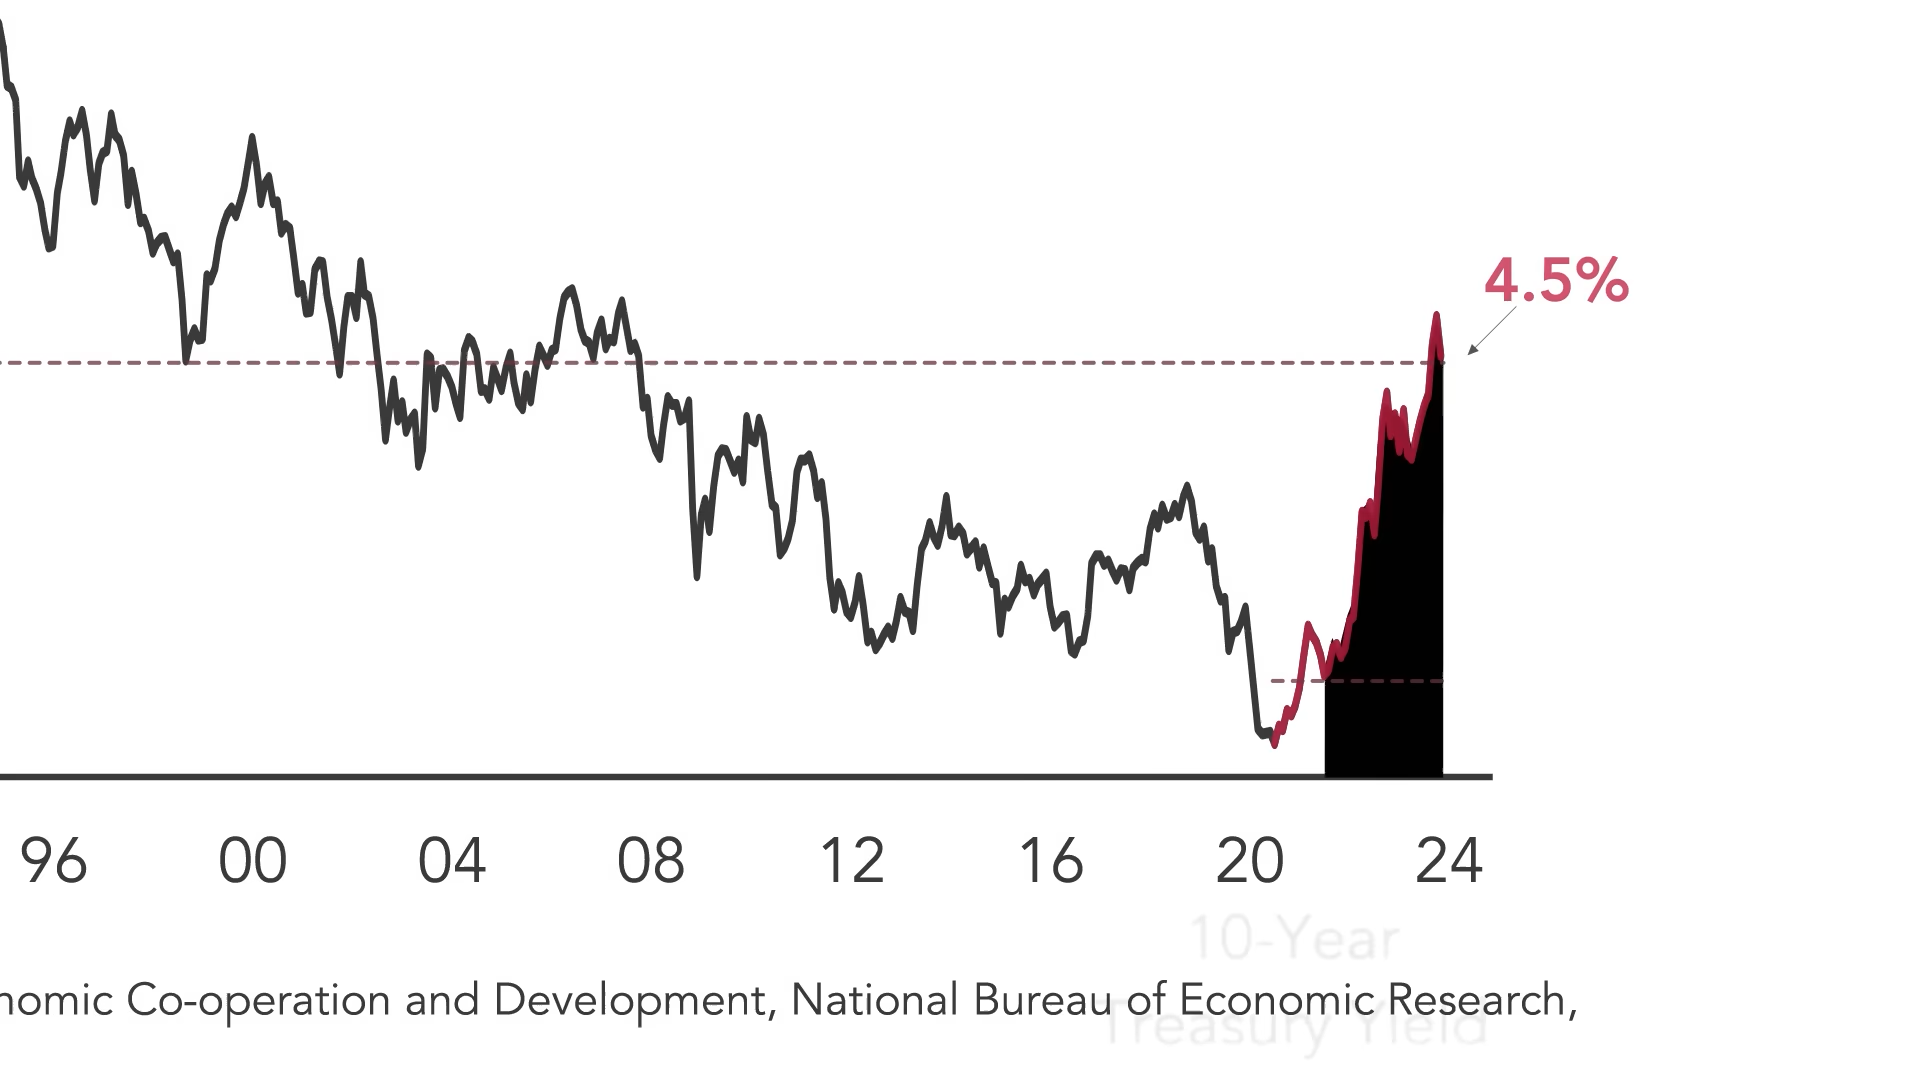 4.5%
96 00 04 08 12 16 20 24
10-Year
nomic Co-operation and Development, National Bureau of Economic Research,
Treasury Yield